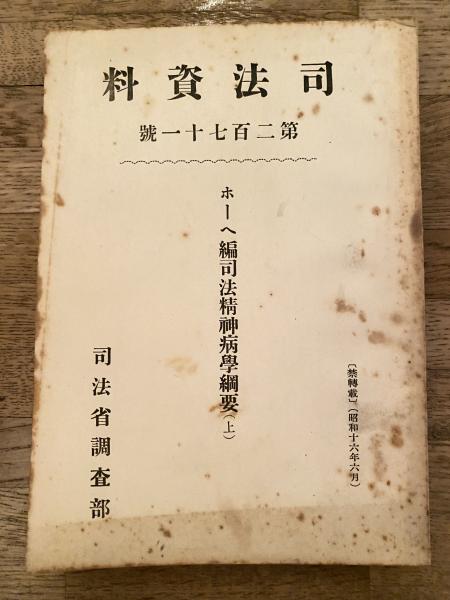 司法資料
第二百七十一號
〔禁轉載〕（昭和十六年六月）
ホーヘ編司法精神病學綱要（上）
司法省調査部